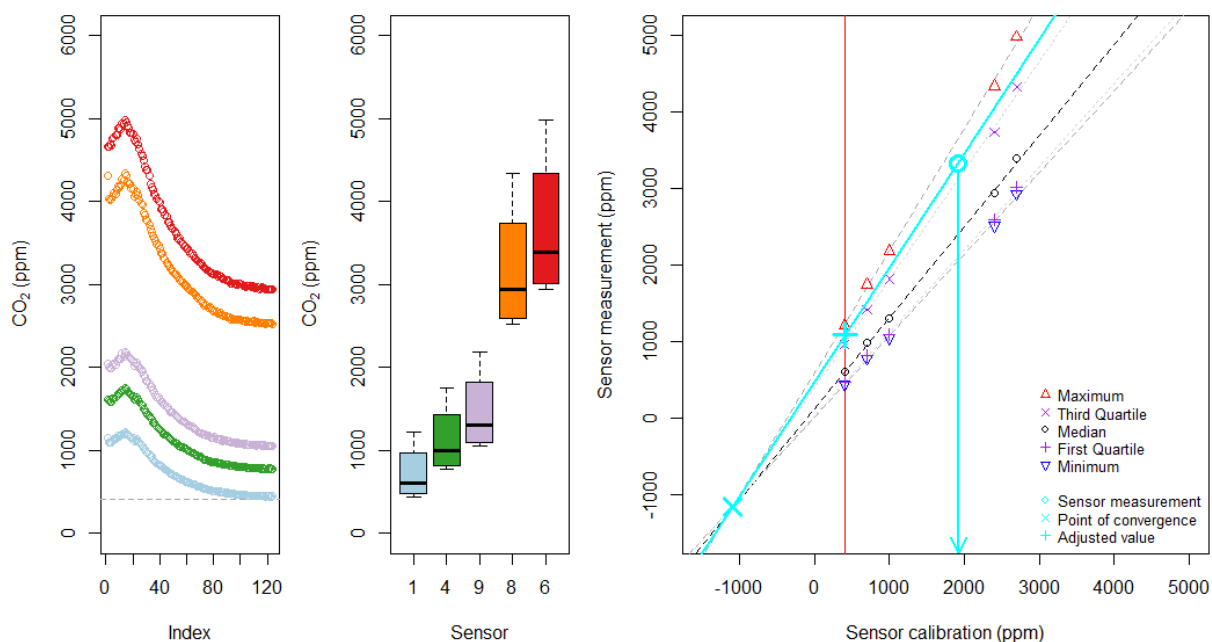 CO2 (ppm)
6000
5000
4000
3000
2000
1000
0
0 40 80 120
Index
CO2 (ppm)
6000
5000
4000
3000
2000
1000
0
1 4 9 8 6
Sensor
Sensor measurement (ppm)
5000
4000
3000
2000
1000
0
-1000
Maximum
Third Quartile
Median
First Quartile
Minimum
Sensor measurement
Point of convergence
Adjusted value
-1000 0 1000 2000 3000 4000 5000
Sensor calibration (ppm)